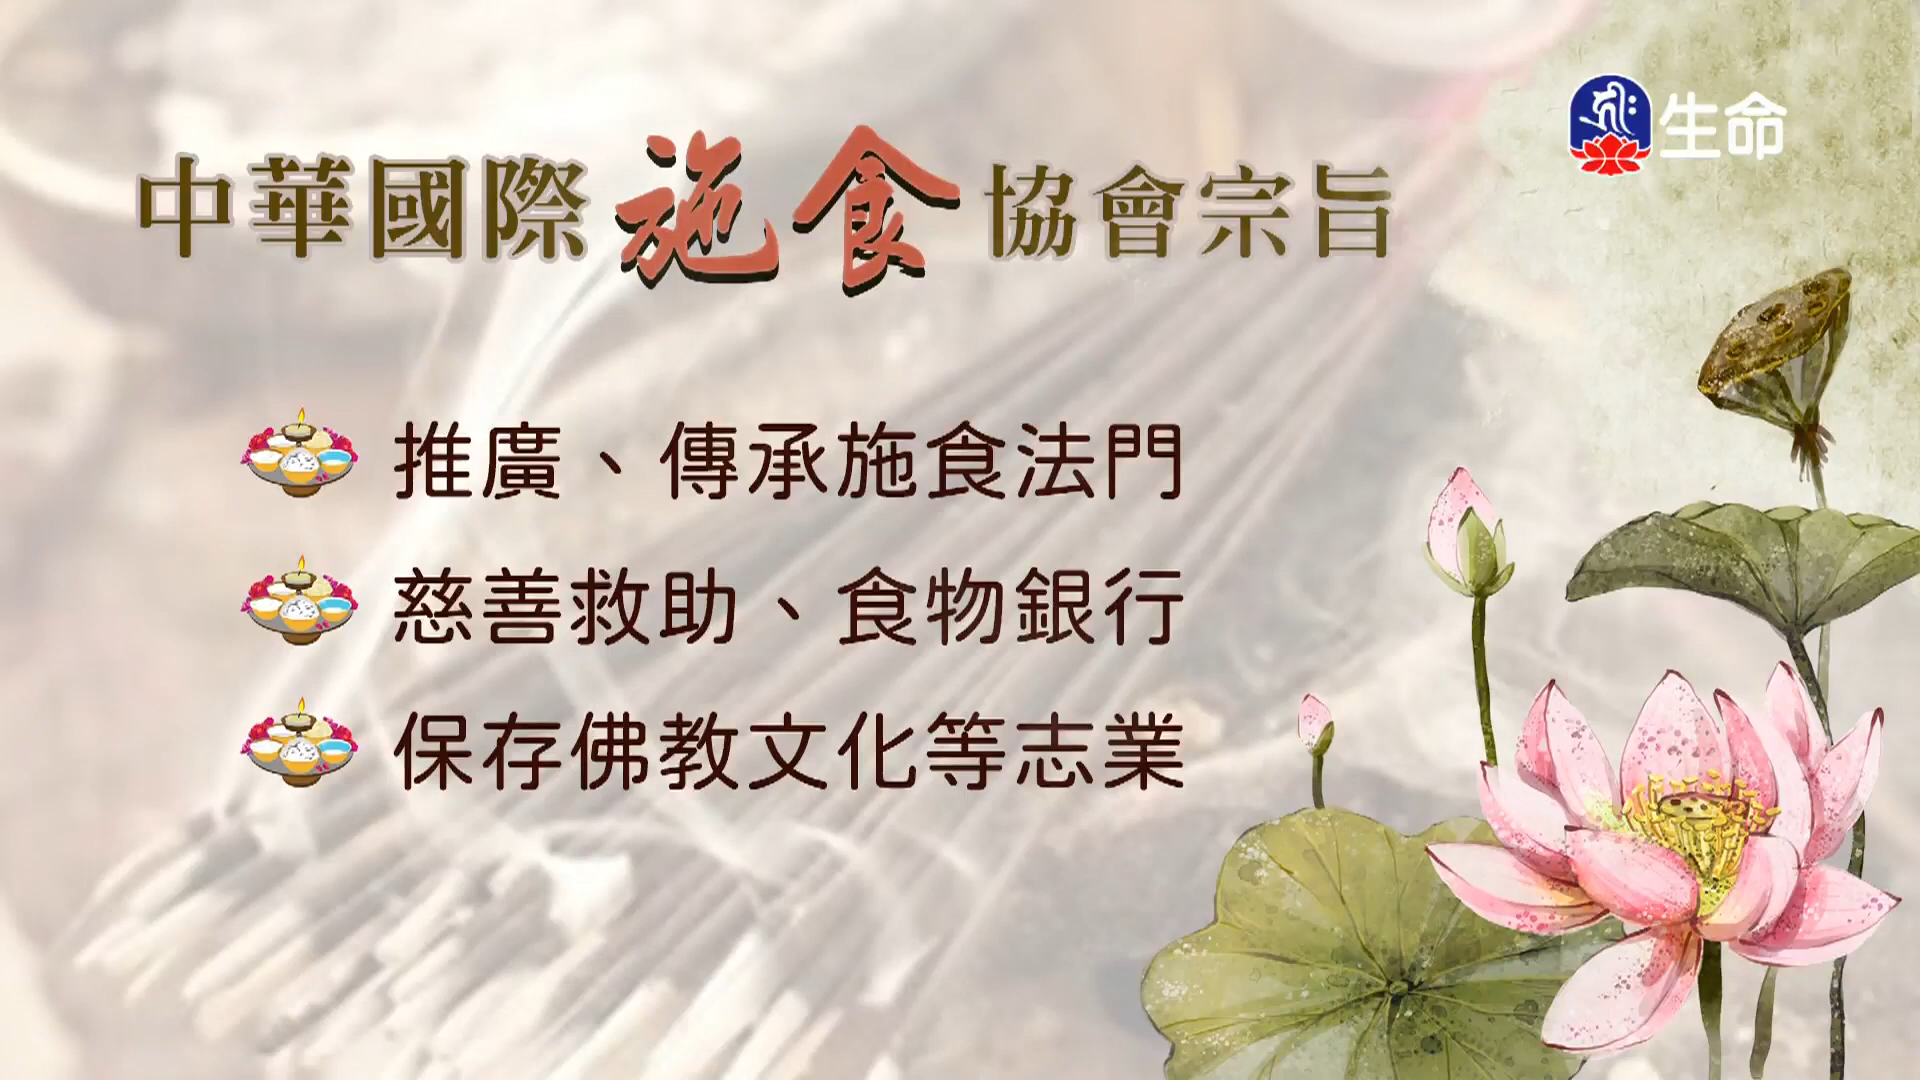 生命
中華國際施食協會宗旨
推廣、傳承施食法門
慈善救助、食物銀行
保存佛教文化等志業